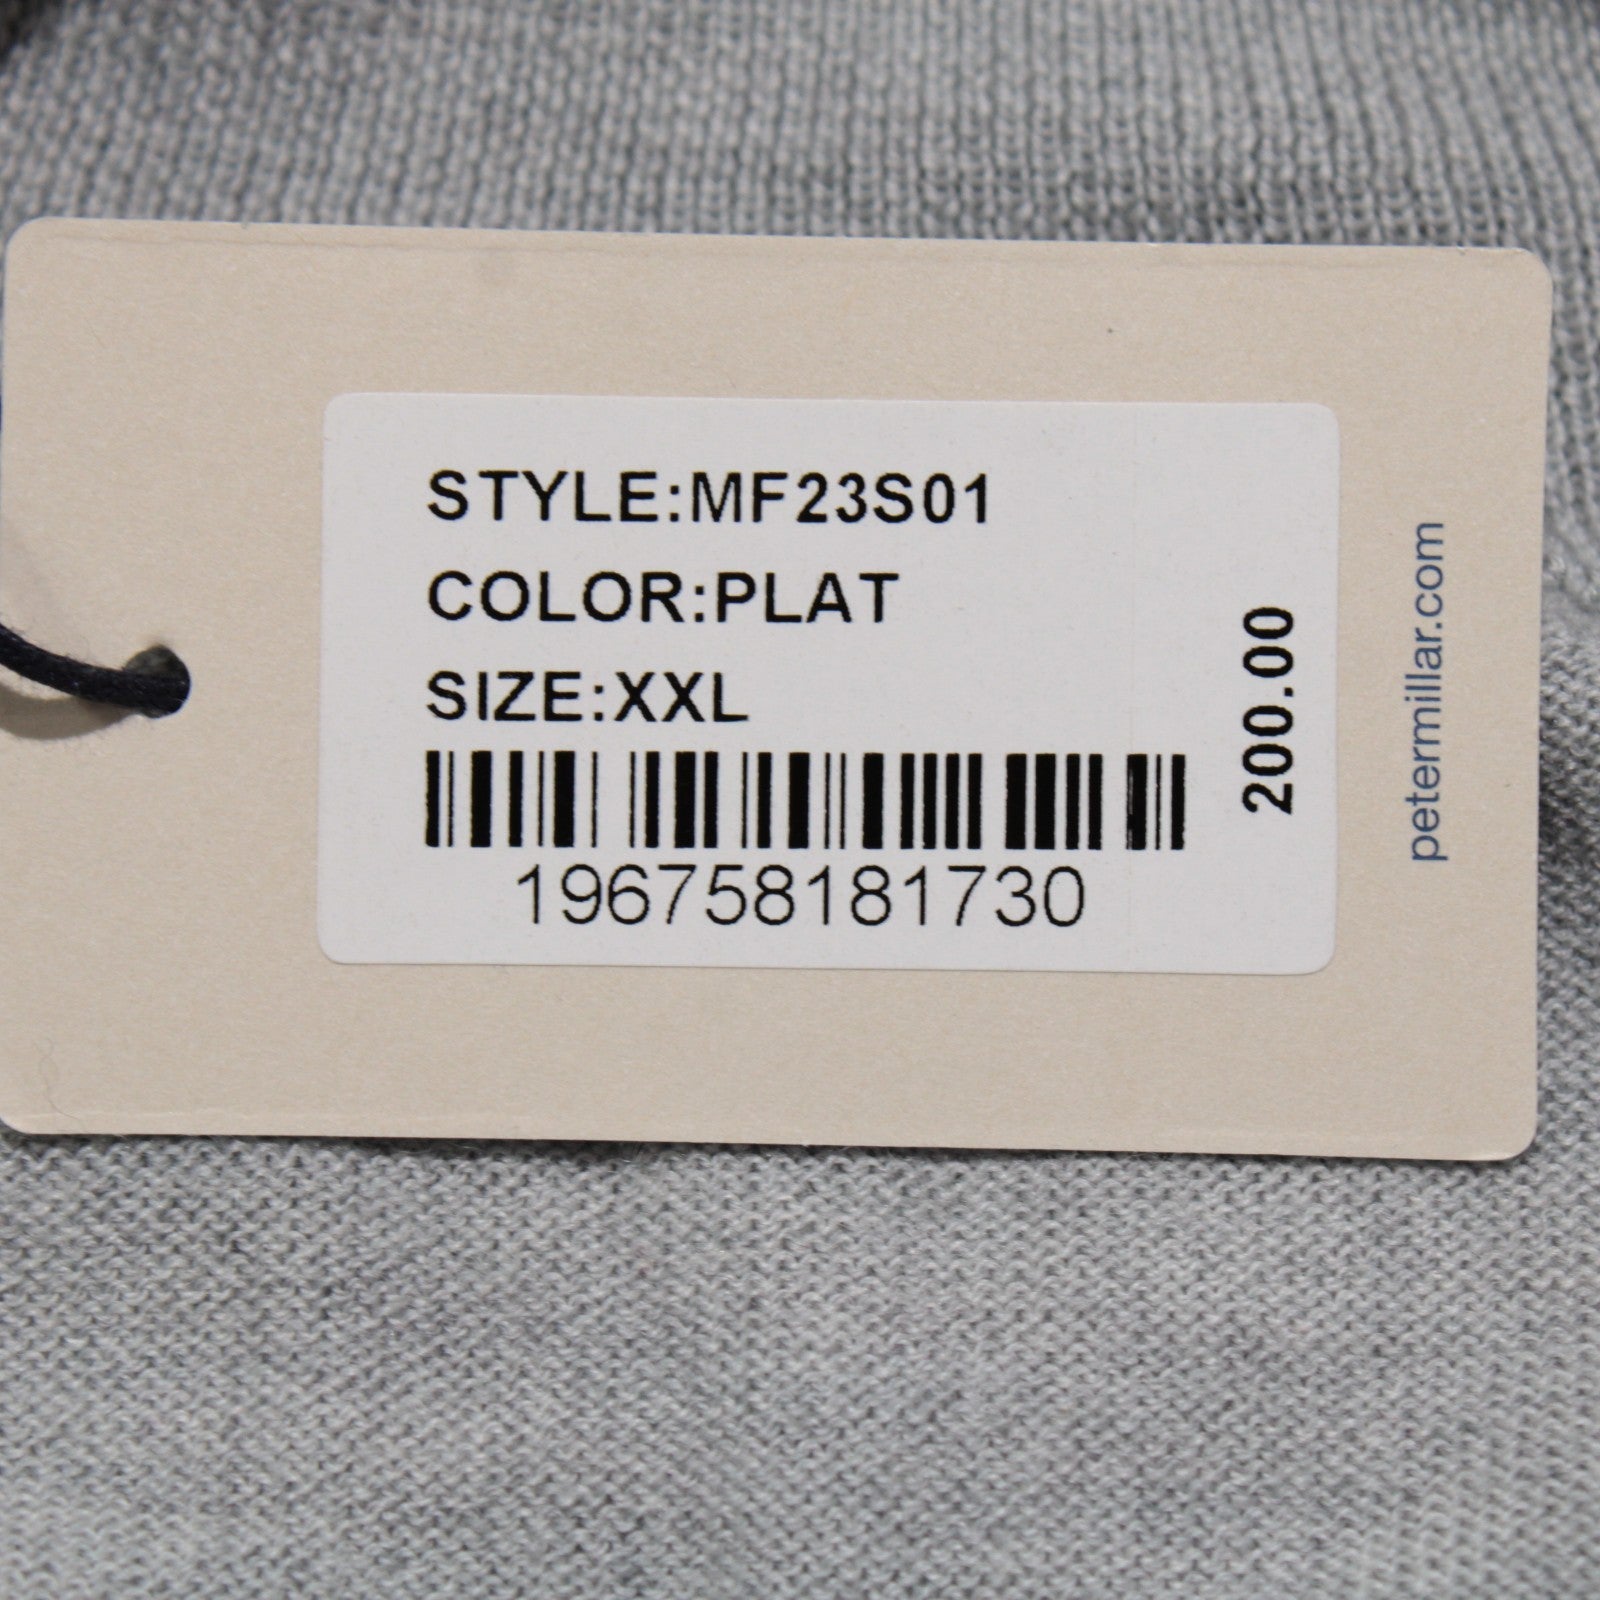 STYLE:MF23S01
COLOR:PLAT
SIZE:XXL
196758181730
200.00
petermillar.com